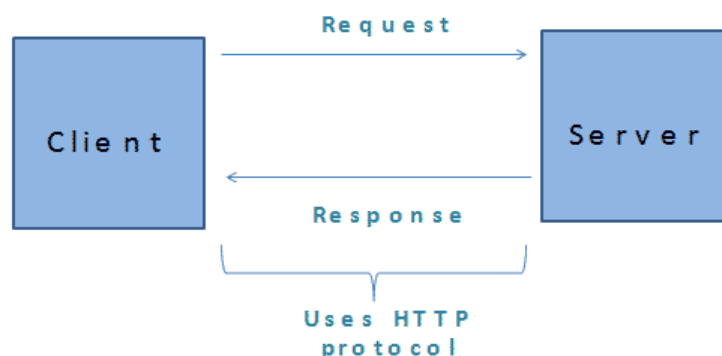 Request
Client
Server
Response
Uses HTTP
protocol